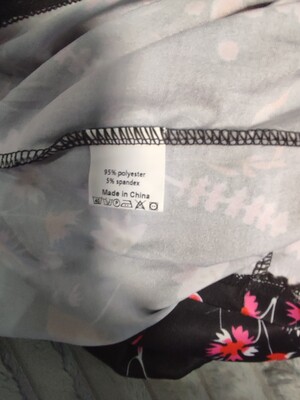 95% polyester
5% spandex
Made in China